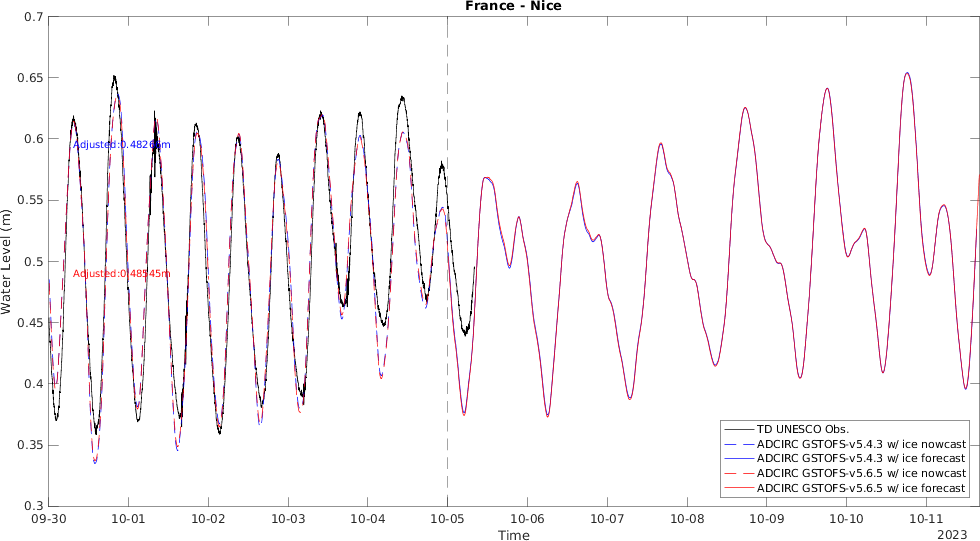 France - Nice
0.7
0.65
0.6
0.55
0.5
0.45
0.4
0.35
0.3
Water Level (m)
Adjusted:0.48545m
09-30 10-01 10-02 10-03 10-04 10-05 10-06 10-07 10-08 10-09 10-10 10-11
Time
2023
TD UNESCO Obs.
ADCIRC GSTOFS-v5.4.3 w/ ice nowcast
ADCIRC GSTOFS-v5.4.3 w/ ice forecast
ADCIRC GSTOFS-v5.6.5 w/ ice nowcast
ADCIRC GSTOFS-v5.6.5 w/ ice forecast